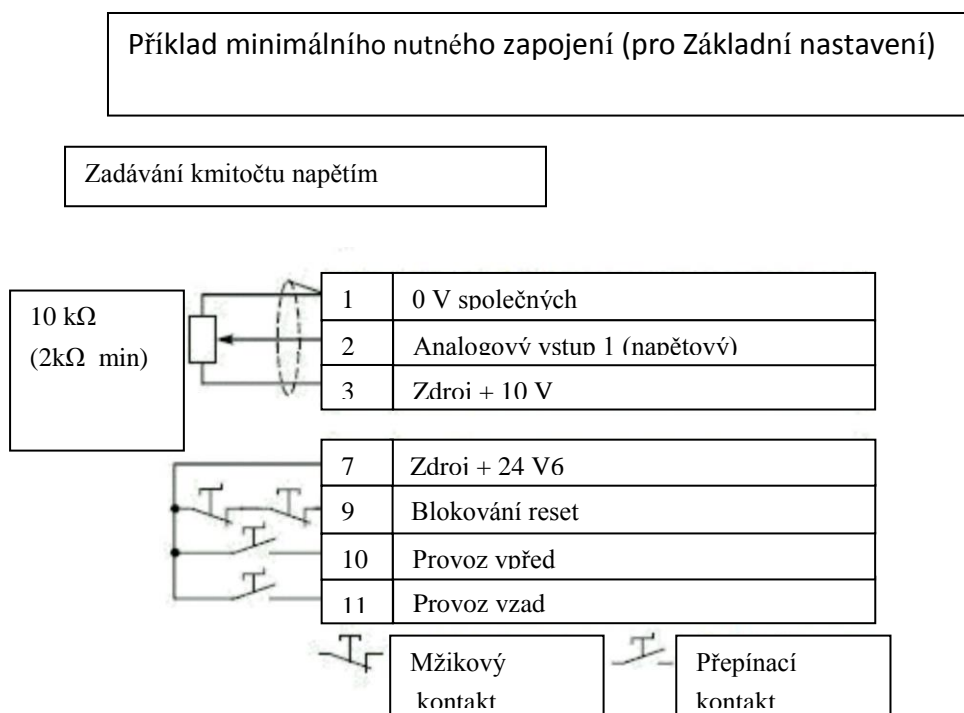 Příklad minimálního nutného zapojení (pro Základní nastavení)
Zadávání kmitočtu napětím
10 kΩ
(2kΩ min)
1 0 V společných
2 Analogový vstup 1 (napěťový)
3 Zdroj + 10 V
7 Zdroj + 24 V6
9 Blokování reset
10 Provoz vpřed
11 Provoz vzad
Mžikový
kontakt
Přepínací
kontakt